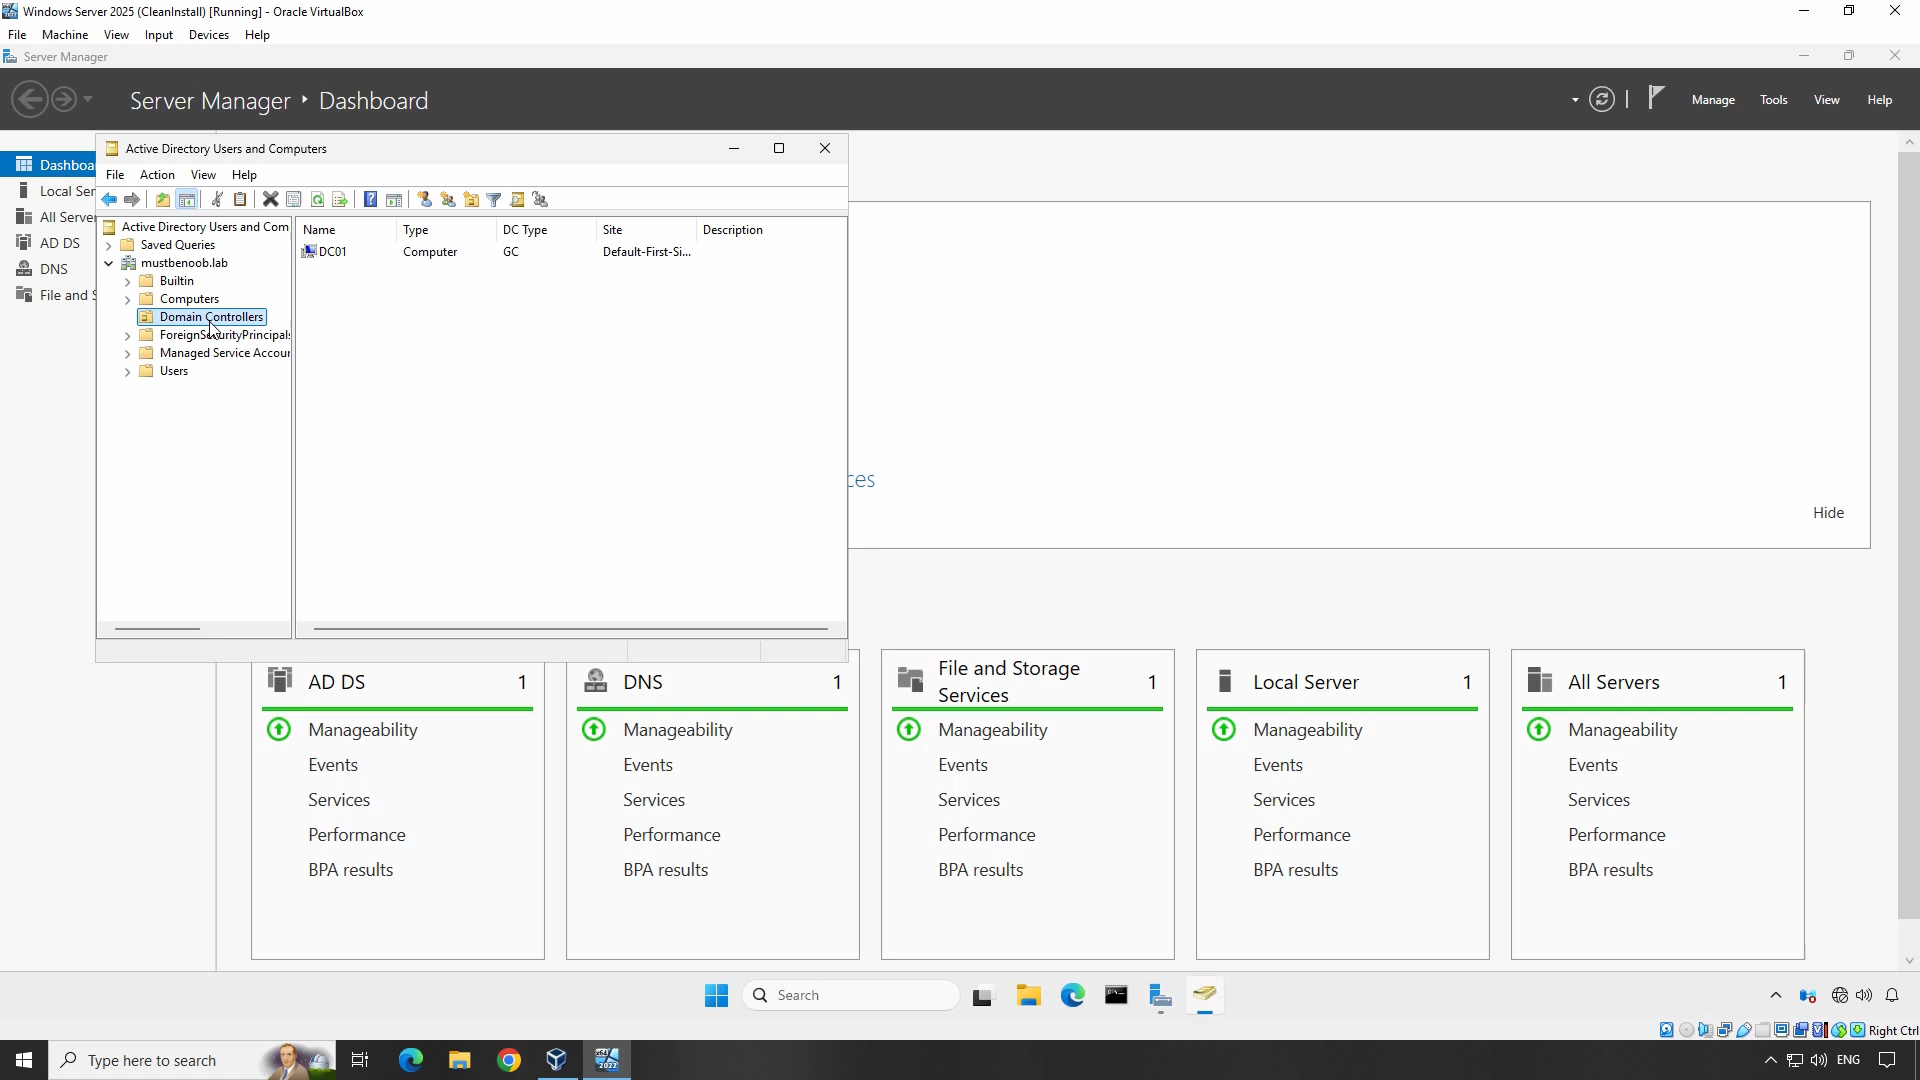 Windows Server 2025 (CleanInstall) [Running] - Oracle VirtualBox
File Machine View Input Devices Help
Server Manager
Server Manager Dashboard
Manage Tools View Help
Dashboa
Local Ser
All Server
AD DS
DNS
File and S
Active Directory Users and Computers
File Action View Help
Active Directory Users and Com
Saved Queries
mustbenoob.lab
Builtin
Computers
Domain Controllers
ForeignSecurityPrincipals
Managed Service Accour
Users
Name Type DC Type Site Description
DC01 Computer GC Default-First-Si...
ces
Hide
AD DS 1
Manageability
Events
Services
Performance
BPA results
DNS 1
Manageability
Events
Services
Performance
BPA results
File and Storage
Services 1
Manageability
Events
Services
Performance
BPA results
Local Server 1
Manageability
Events
Services
Performance
BPA results
All Servers 1
Manageability
Events
Services
Performance
BPA results
Search
Right Ctrl
Type here to search
ENG